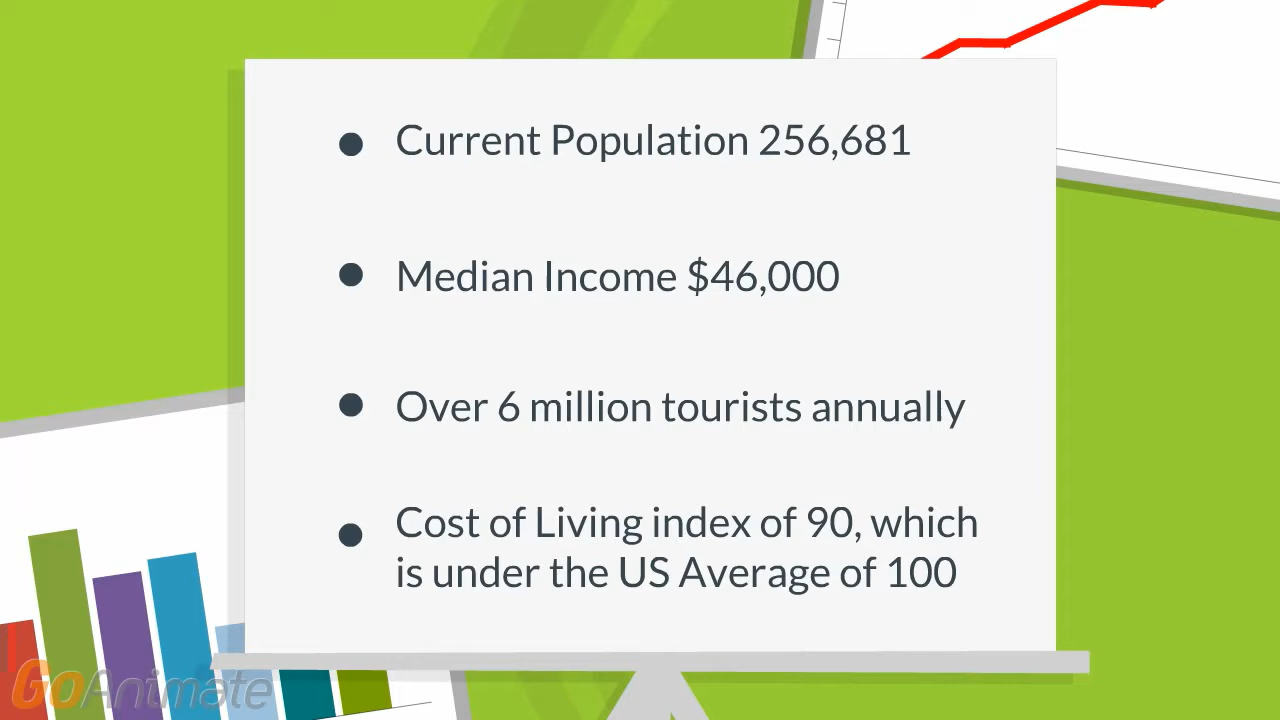 Current Population 256,681
Median Income $46,000
Over 6 million tourists annually
Cost of Living index of 90, which
is under the US Average of 100
GoAnimate